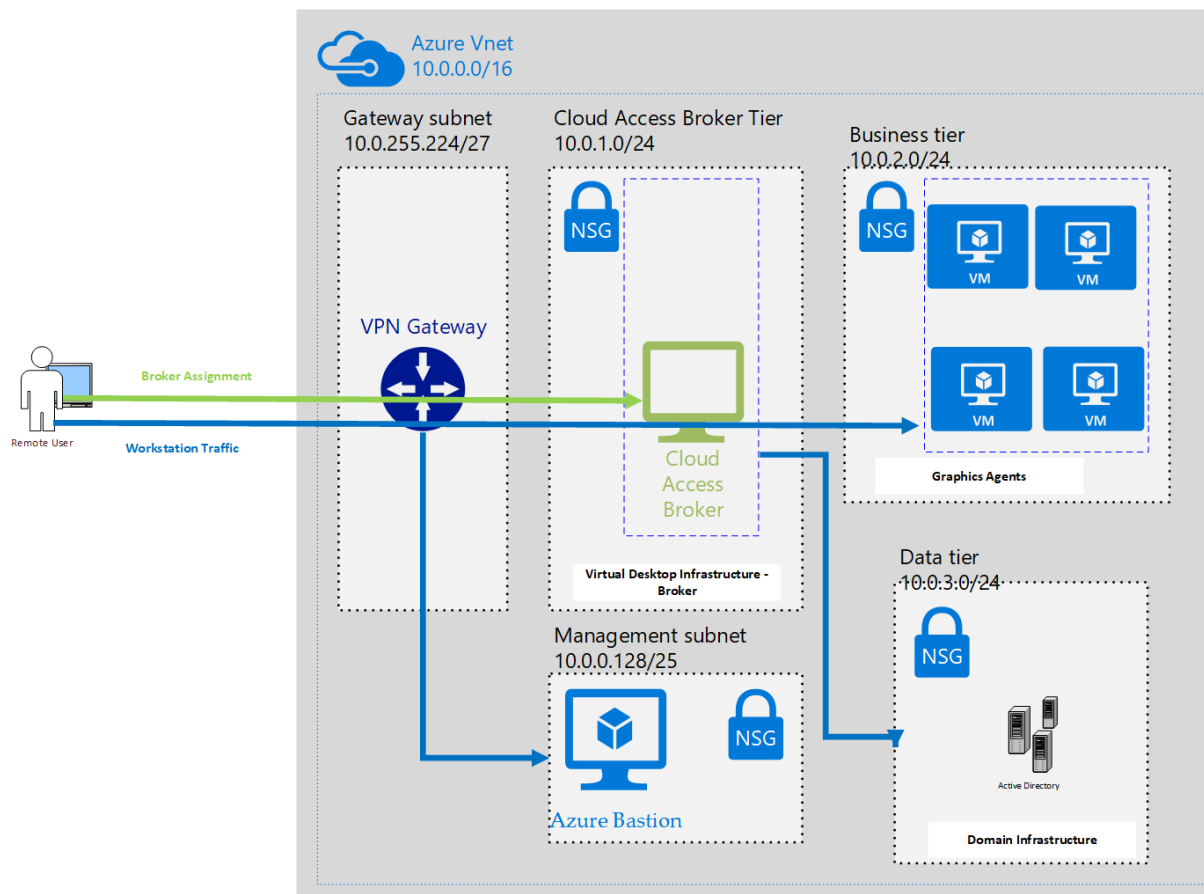 Azure Vnet
10.0.0.0/16
Gateway subnet
10.0.255.224/27
Cloud Access Broker Tier
10.0.1.0/24
Business tier
10.0.2.0/24
NSG
NSG
VM
VM
VPN Gateway
Broker Assignment
Remote User
Workstation Traffic
VM
VM
Cloud
Access
Broker
Graphics Agents
Virtual Desktop Infrastructure -
Broker
Data tier
10.0.3.0/24
Management subnet
10.0.0.128/25
NSG
NSG
Azure Bastion
Active Directory
Domain Infrastructure